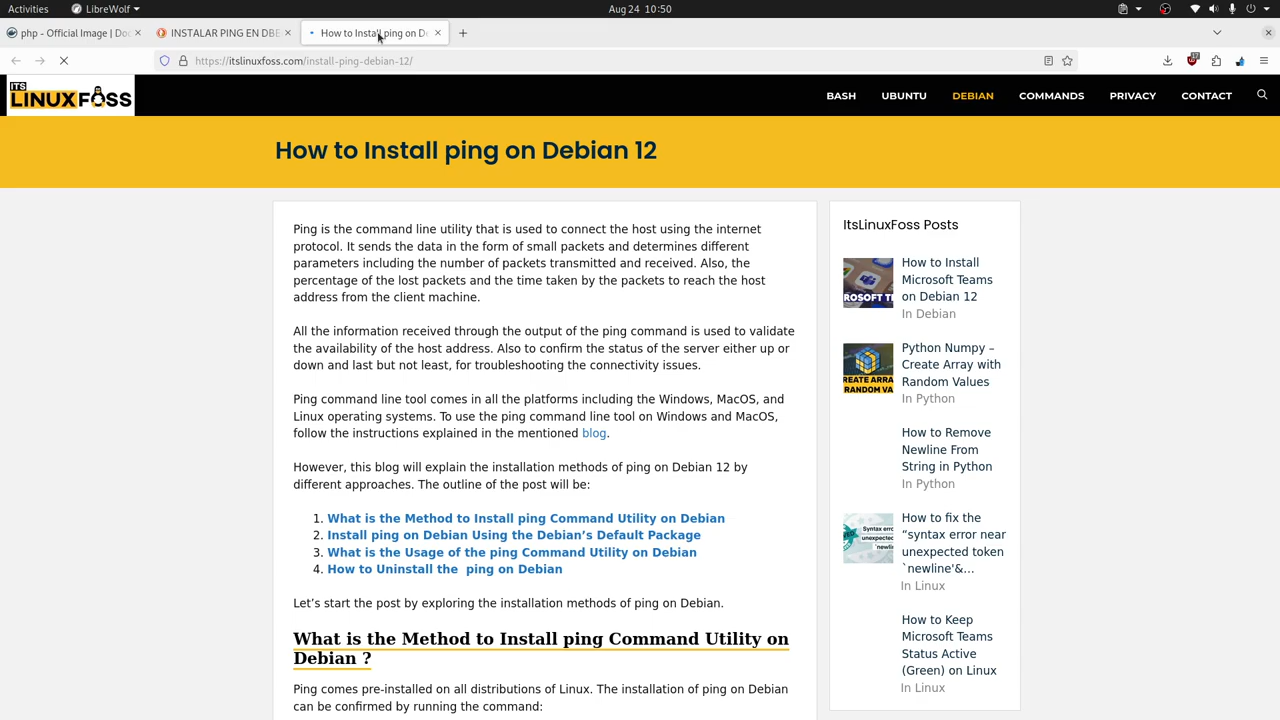 Activities
LibreWolf
Aug 24 10:50
php - Official Image | Doc
INSTALAR PING EN DBE
How to Install ping on De
https://itslinuxfoss.com/install-ping-debian-12/
17
ITS
LINUXFOSS
BASH
UBUNTU
DEBIAN
COMMANDS
PRIVACY
CONTACT
How to Install ping on Debian 12
Ping is the command line utility that is used to connect the host using the internet
protocol. It sends the data in the form of small packets and determines different
parameters including the number of packets transmitted and received. Also, the
percentage of the lost packets and the time taken by the packets to reach the host
address from the client machine.
All the information received through the output of the ping command is used to validate
the availability of the host address. Also to confirm the status of the server either up or
down and last but not least, for troubleshooting the connectivity issues.
Ping command line tool comes in all the platforms including the Windows, MacOS, and
Linux operating systems. To use the ping command line tool on Windows and MacOS,
follow the instructions explained in the mentioned blog.
However, this blog will explain the installation methods of ping on Debian 12 by
different approaches. The outline of the post will be:
1. What is the Method to Install ping Command Utility on Debian
2. Install ping on Debian Using the Debian’s Default Package
3. What is the Usage of the ping Command Utility on Debian
4. How to Uninstall the ping on Debian
Let’s start the post by exploring the installation methods of ping on Debian.
What is the Method to Install ping Command Utility on
Debian ?
Ping comes pre-installed on all distributions of Linux. The installation of ping on Debian
can be confirmed by running the command:
ItsLinuxFoss Posts
ROSOFT TE
How to Install
Microsoft Teams
on Debian 12
In Debian
REATE ARRA
RANDOM VA
Python Numpy –
Create Array with
Random Values
In Python
How to Remove
Newline From
String in Python
In Python
Syntax erro
unexpected
`newlin
How to fix the
“syntax error near
unexpected token
`newline'&...
In Linux
How to Keep
Microsoft Teams
Status Active
(Green) on Linux
In Linux